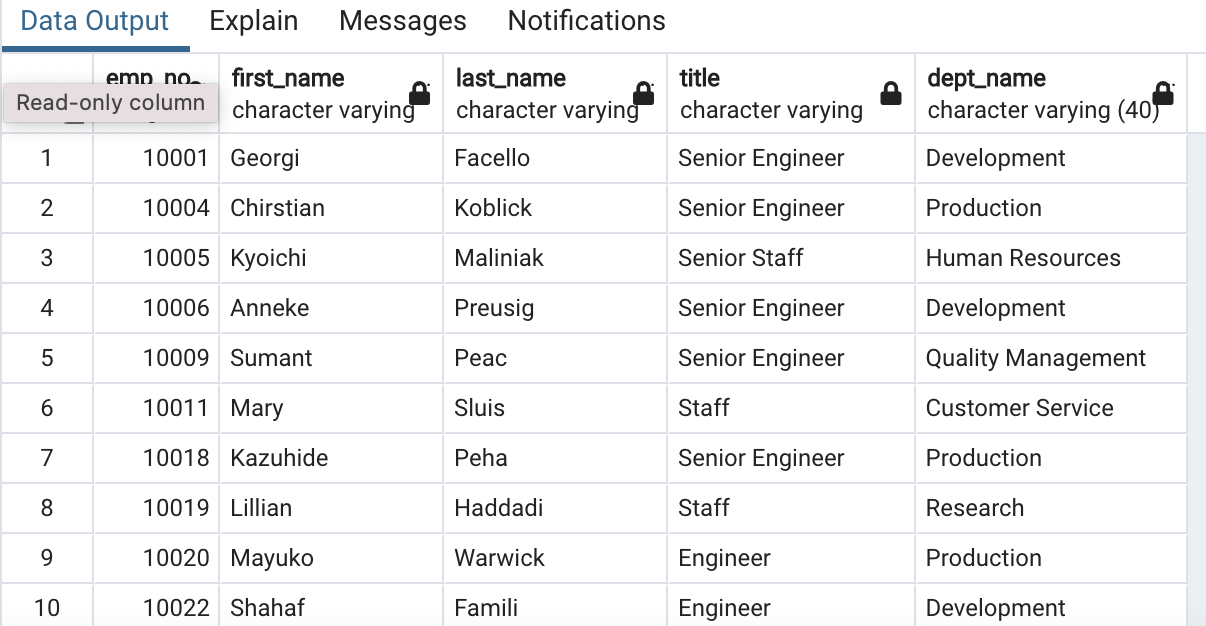 Data Output Explain Messages Notifications
emp_no first_name last_name title dept_name
Read-only column character varying character varying character varying character varying (40)
1 10001 Georgi Facello Senior Engineer Development
2 10004 Chirstian Koblick Senior Engineer Production
3 10005 Kyoichi Maliniak Senior Staff Human Resources
4 10006 Anneke Preusig Senior Engineer Development
5 10009 Sumant Peac Senior Engineer Quality Management
6 10011 Mary Sluis Staff Customer Service
7 10018 Kazuhide Peha Senior Engineer Production
8 10019 Lillian Haddadi Staff Research
9 10020 Mayuko Warwick Engineer Production
10 10022 Shahaf Famili Engineer Development